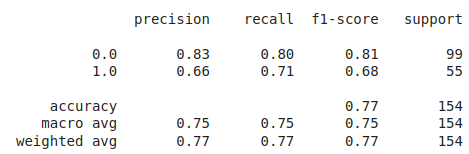 precision recall f1-score support
0.0 0.83 0.80 0.81 99
1.0 0.66 0.71 0.68 55
accuracy 0.77 154
macro avg 0.75 0.75 0.75 154
weighted avg 0.77 0.77 0.77 154